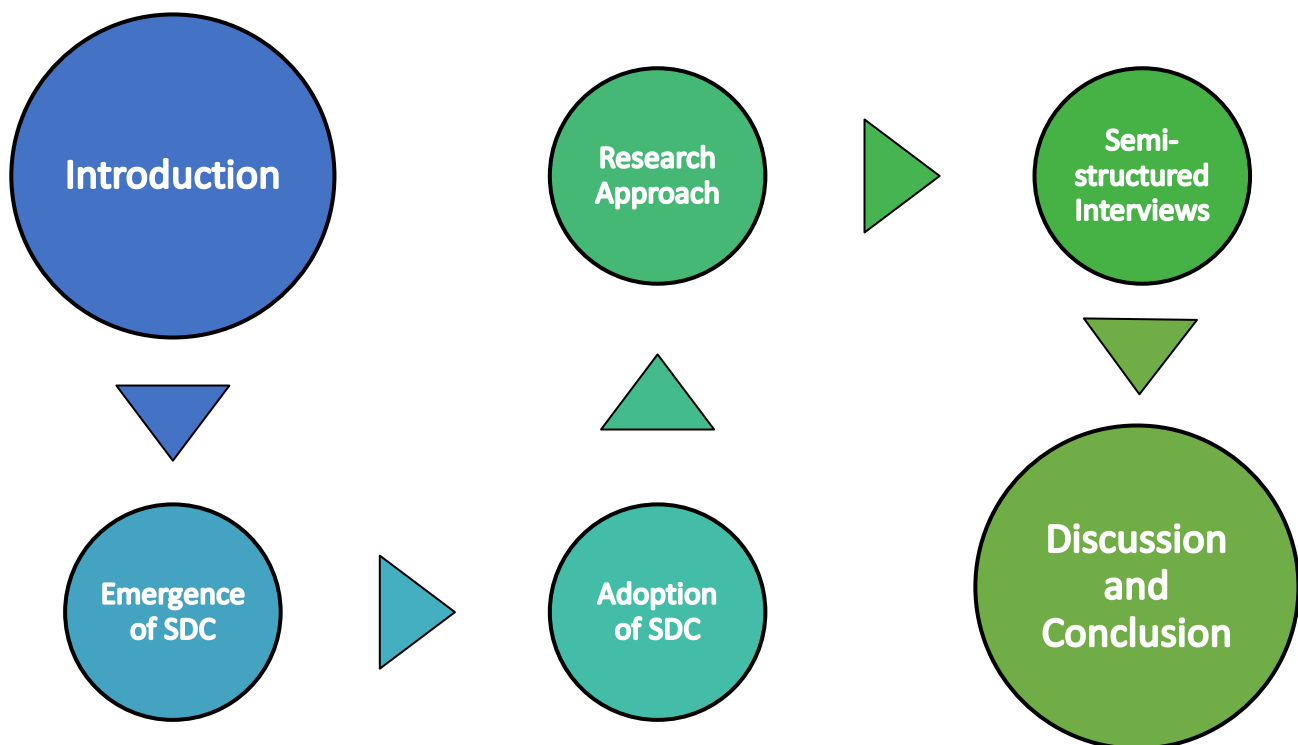 Introduction
Emergence
of SDC
Adoption
of SDC
Research
Approach
Semi-
structured
Interviews
Discussion
and
Conclusion